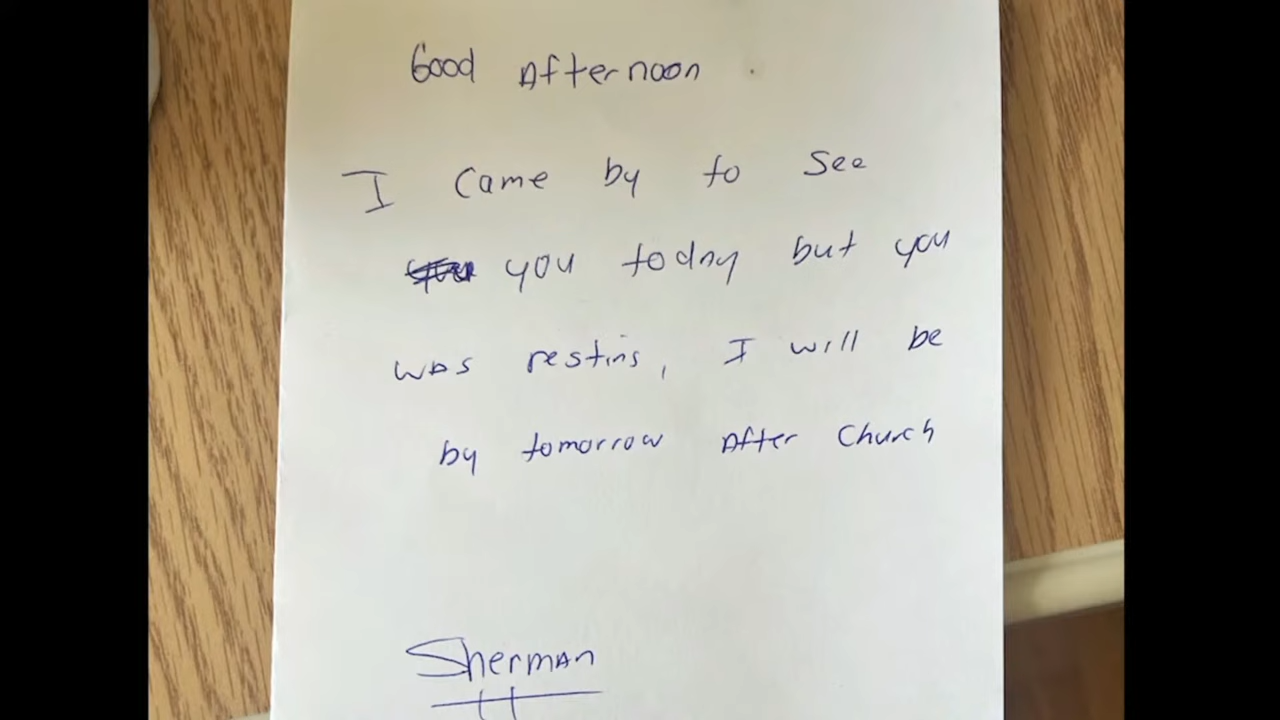 Good Afternoon
I Came by to See
you today but you
was resting, I will be
by tomorrow After Church
Sherman